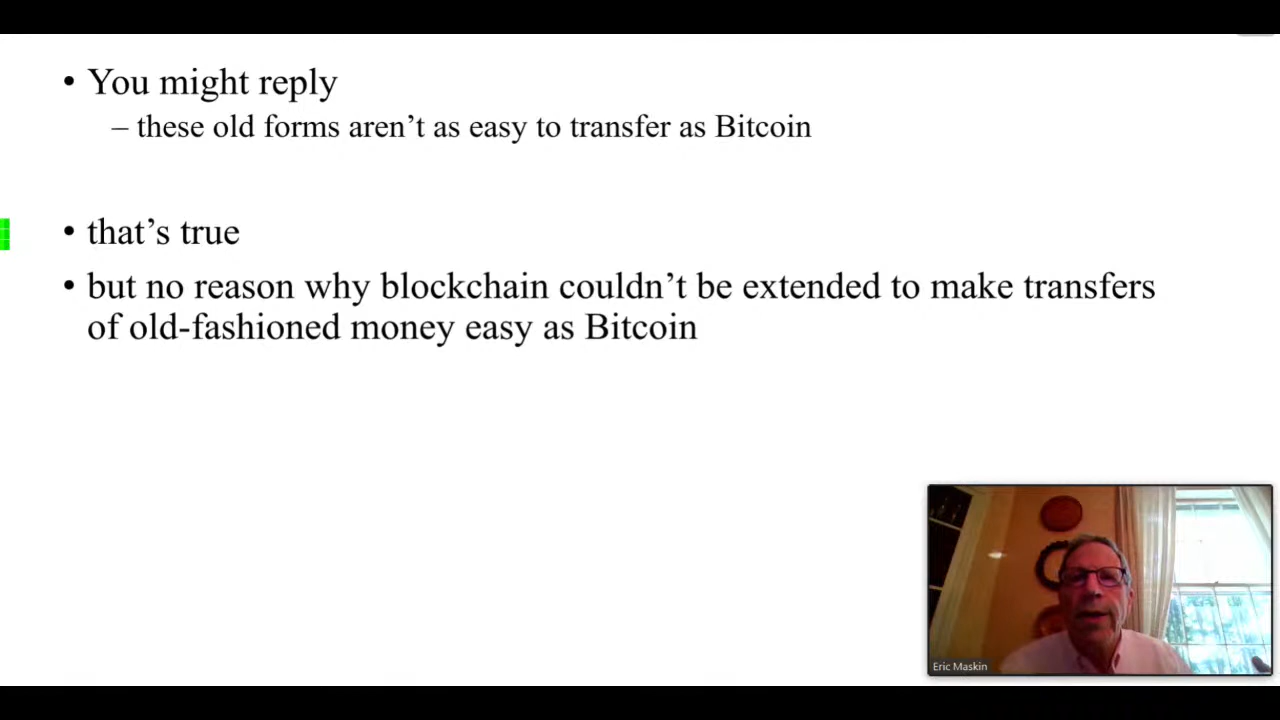 • You might reply
– these old forms aren’t as easy to transfer as Bitcoin
• that’s true
• but no reason why blockchain couldn’t be extended to make transfers
of old-fashioned money easy as Bitcoin
Eric Maskin